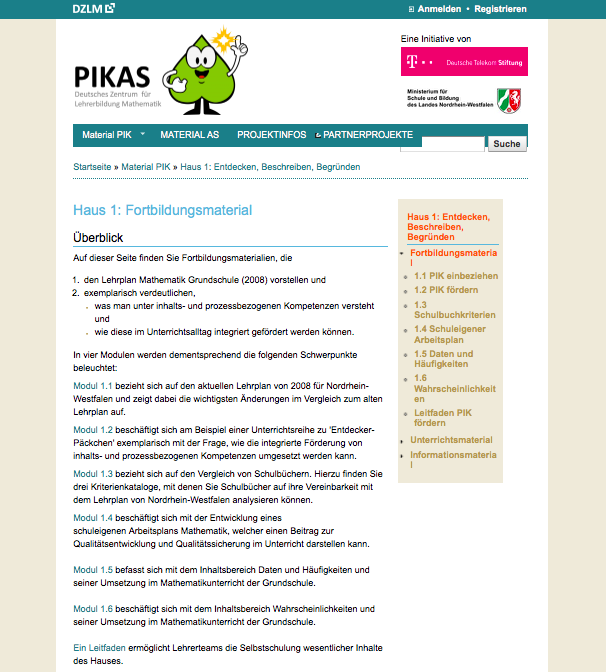 DZLM
Anmelden • Registrieren
PIKAS
Deutsches Zentrum für
Lehrerbildung Mathematik
Eine Initiative von
T Deutsche Telekom Stiftung
Ministerium für
Schule und Bildung
des Landes Nordrhein-Westfalen
Material PIK MATERIAL AS PROJEKTINFOS PARTNERPROJEKTE
Suche
Startseite » Material PIK » Haus 1: Entdecken, Beschreiben, Begründen
Haus 1: Fortbildungsmaterial
Überblick
Auf dieser Seite finden Sie Fortbildungsmaterialien, die
1. den Lehrplan Mathematik Grundschule (2008) vorstellen und
2. exemplarisch verdeutlichen,
was man unter inhalts- und prozessbezogenen Kompetenzen versteht
und
wie diese im Unterrichtsalltag integriert gefördert werden können.
In vier Modulen werden dementsprechend die folgenden Schwerpunkte
beleuchtet:
Modul 1.1 bezieht sich auf den aktuellen Lehrplan von 2008 für Nordrhein-
Westfalen und zeigt dabei die wichtigsten Änderungen im Vergleich zum alten
Lehrplan auf.
Modul 1.2 beschäftigt sich am Beispiel einer Unterrichtsreihe zu 'Entdecker-
Päckchen' exemplarisch mit der Frage, wie die integrierte Förderung von
inhalts- und prozessbezogenen Kompetenzen umgesetzt werden kann.
Modul 1.3 bezieht sich auf den Vergleich von Schulbüchern. Hierzu finden Sie
drei Kriterienkataloge, mit denen Sie Schulbücher auf ihre Vereinbarkeit mit
dem Lehrplan von Nordrhein-Westfalen analysieren können.
Modul 1.4 beschäftigt sich mit der Entwicklung eines
schuleigenen Arbeitsplans Mathematik, welcher einen Beitrag zur
Qualitätsentwicklung und Qualitätssicherung im Unterricht darstellen kann.
Modul 1.5 befasst sich mit dem Inhaltsbereich Daten und Häufigkeiten und
seiner Umsetzung im Mathematikunterricht der Grundschule.
Modul 1.6 beschäftigt sich mit dem Inhaltsbereich Wahrscheinlichkeiten und
seiner Umsetzung im Mathematikunterricht der Grundschule.
Ein Leitfaden ermöglicht Lehrerteams die Selbstschulung wesentlicher Inhalte
des Hauses.
Haus 1: Entdecken,
Beschreiben,
Begründen
Fortbildungsmateria
l
1.1 PIK einbeziehen
1.2 PIK fördern
1.3
Schulbuchkriterien
1.4 Schuleigener
Arbeitsplan
1.5 Daten und
Häufigkeiten
1.6
Wahrscheinlichkeit
en
Leitfaden PIK
fördern
Unterrichtsmaterial
Informationsmateria
l